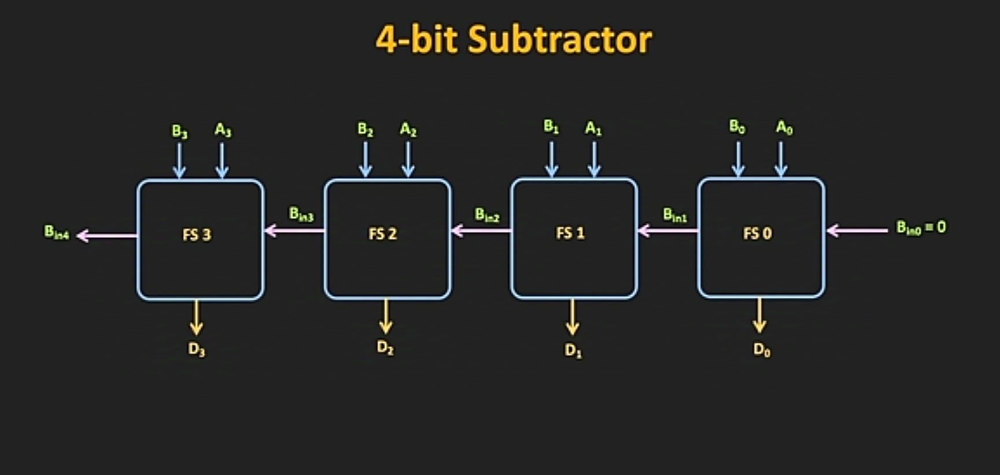 4-bit Subtractor
B₃ A₃ B₂ A₂ B₁ A₁ B₀ A₀
Bin4 FS 3 Bin3 FS 2 Bin2 FS 1 Bin1 FS 0 Bin0 = 0
D₃ D₂ D₁ D₀